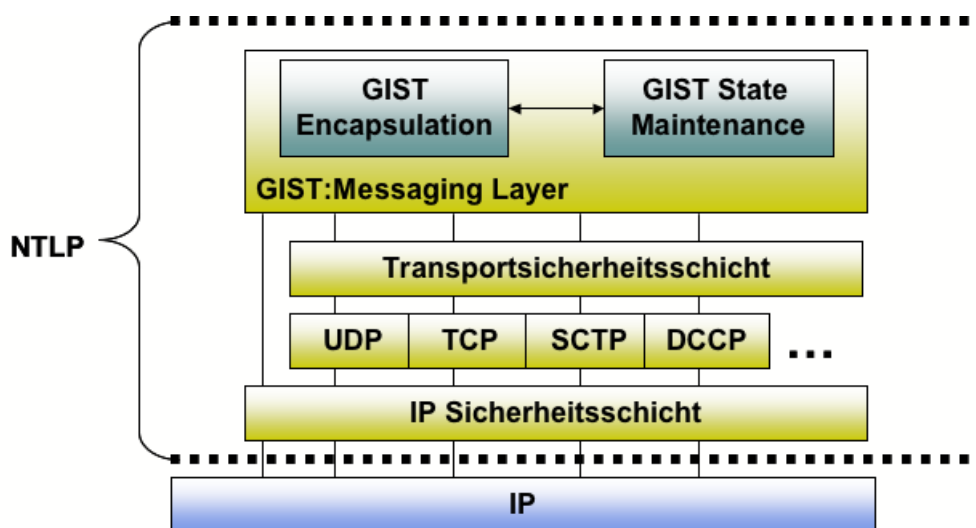 GIST
Encapsulation
GIST State
Maintenance
GIST:Messaging Layer
NTLP
Transportsicherheitsschicht
UDP TCP SCTP DCCP ...
IP Sicherheitsschicht
IP